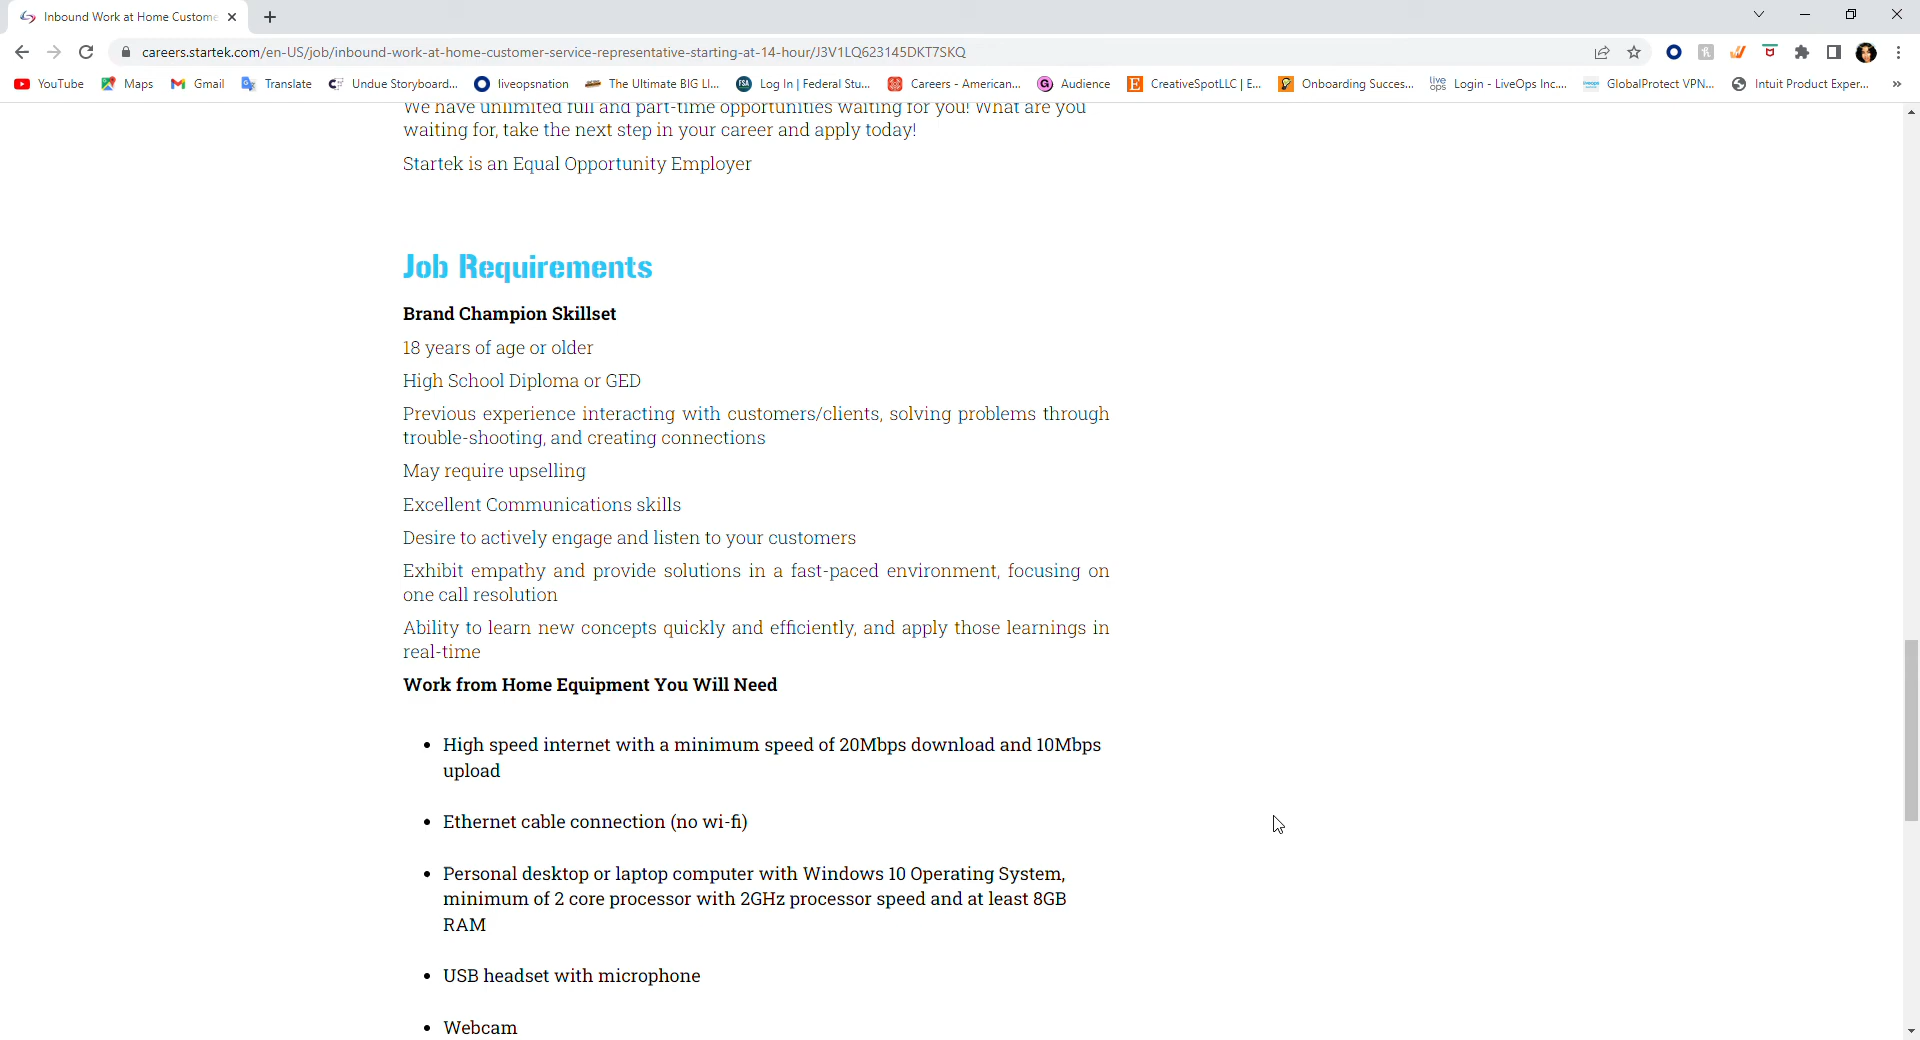 Inbound Work at Home Custome
careers.startek.com/en-US/job/inbound-work-at-home-customer-service-representative-starting-at-14-hour/J3V1LQ623145DKT7SKQ
YouTube Maps Gmail Translate Undue Storyboard... liveopsnation The Ultimate BIG LI... FSA Log In | Federal Stu... Careers - American... G Audience E CreativeSpotLLC | E... Onboarding Succes... live ops Login - LiveOps Inc... GlobalProtect VPN... Intuit Product Exper... »
We have unlimited full and part-time opportunities waiting for you! What are you
waiting for, take the next step in your career and apply today!
Startek is an Equal Opportunity Employer
Job Requirements
Brand Champion Skillset
18 years of age or older
High School Diploma or GED
Previous experience interacting with customers/clients, solving problems through
trouble-shooting, and creating connections
May require upselling
Excellent Communications skills
Desire to actively engage and listen to your customers
Exhibit empathy and provide solutions in a fast-paced environment, focusing on
one call resolution
Ability to learn new concepts quickly and efficiently, and apply those learnings in
real-time
Work from Home Equipment You Will Need
• High speed internet with a minimum speed of 20Mbps download and 10Mbps
upload
• Ethernet cable connection (no wi-fi)
• Personal desktop or laptop computer with Windows 10 Operating System,
minimum of 2 core processor with 2GHz processor speed and at least 8GB
RAM
• USB headset with microphone
• Webcam